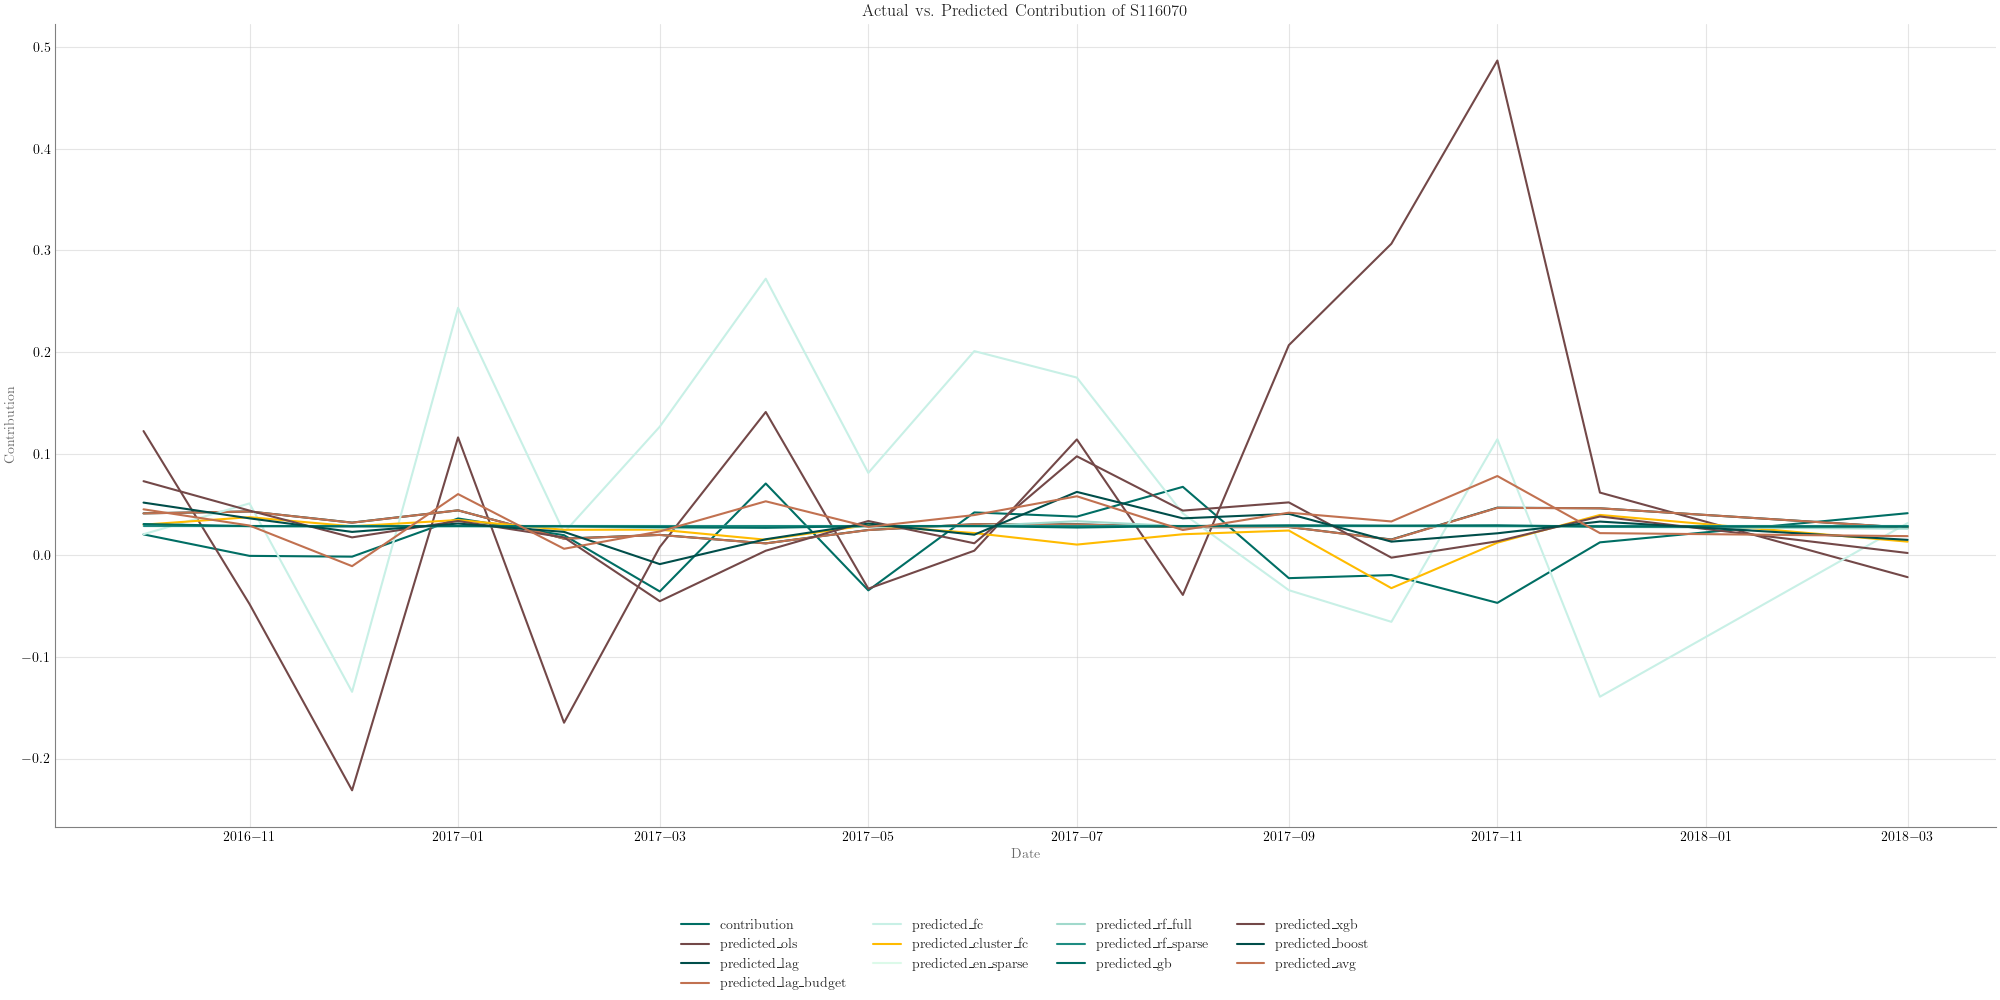 Actual vs. Predicted Contribution of S116070
0.5
0.4
0.3
0.2
0.1
0.0
−0.1
−0.2
Contribution
2016−11 2017−01 2017−03 2017−05 2017−07 2017−09 2017−11 2018−01 2018−03
Date
contribution predicted_fc predicted_rf_full predicted_xgb
predicted_ols predicted_cluster_fc predicted_rf_sparse predicted_boost
predicted_lag predicted_en_sparse predicted_gb predicted_avg
predicted_lag_budget